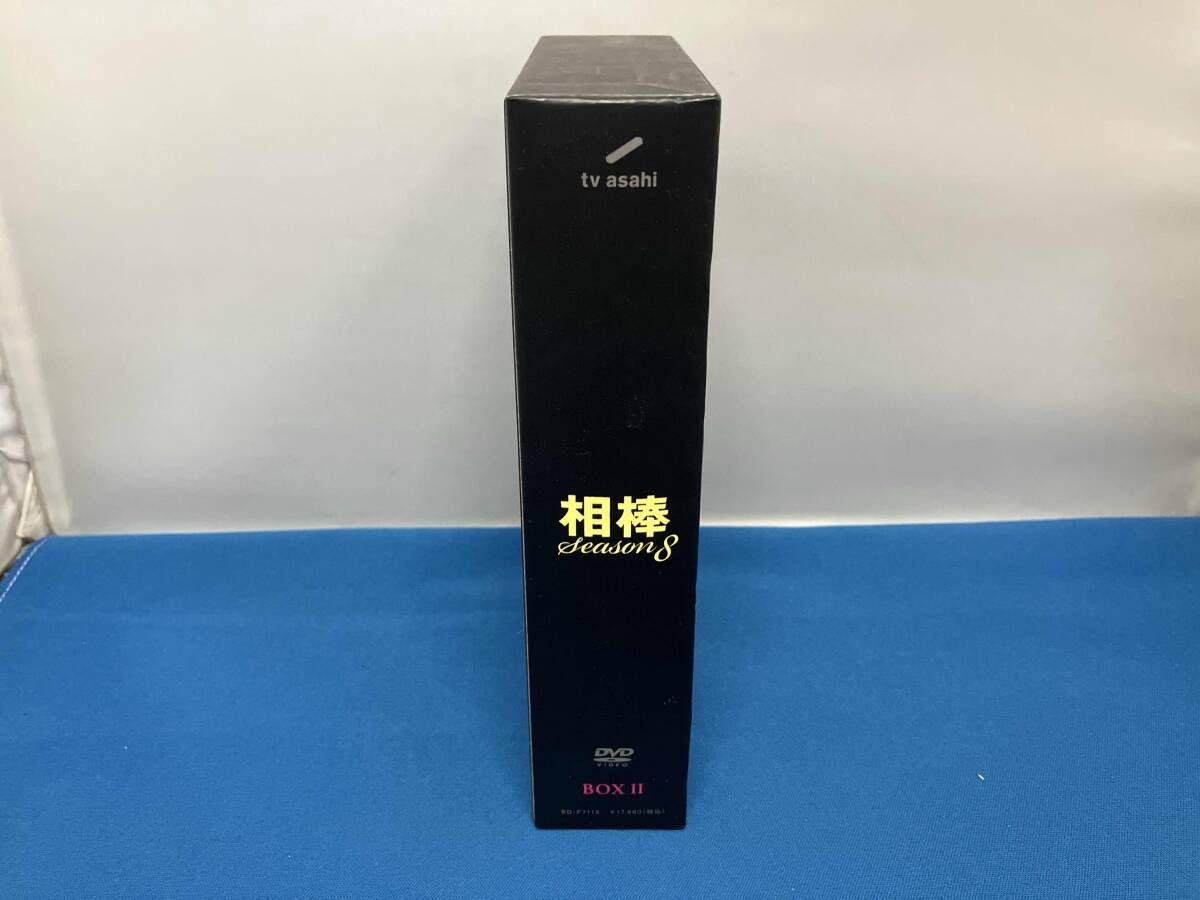 tv asahi
相棒
Season 8
DVD
VIDEO
BOX II